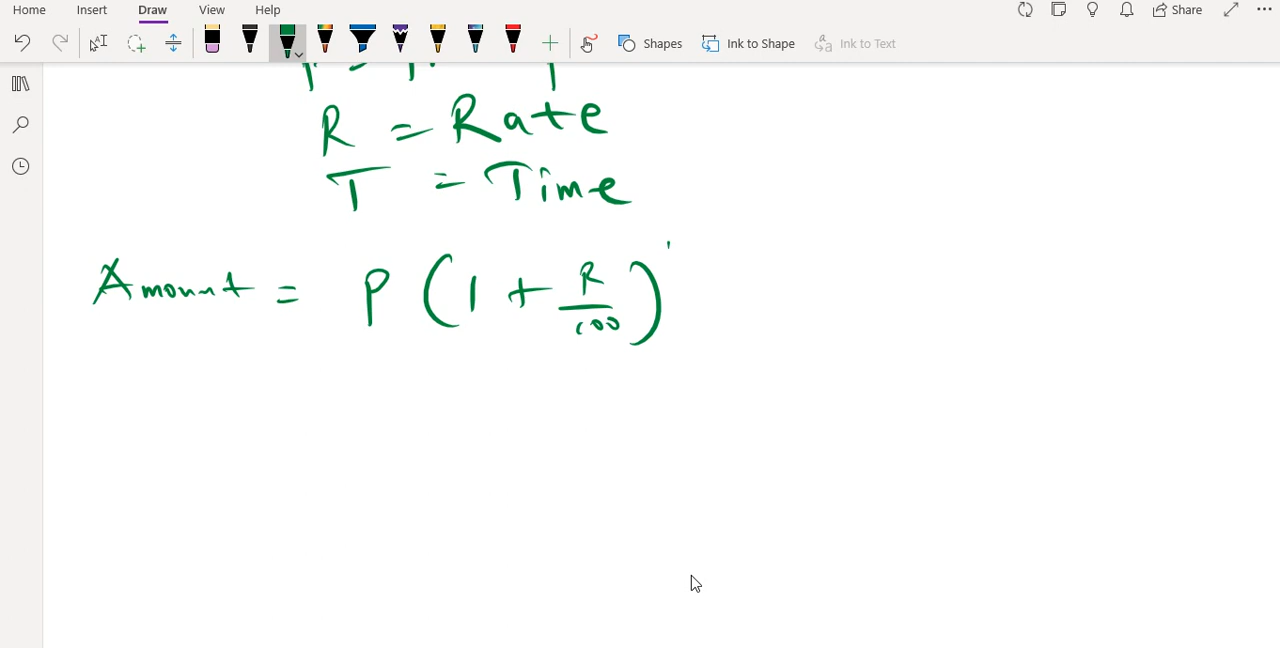 Home Insert Draw View Help Share
Shapes Ink to Shape Ink to Text
R = Rate
T = Time
Amount = P ( 1 + R/100 )